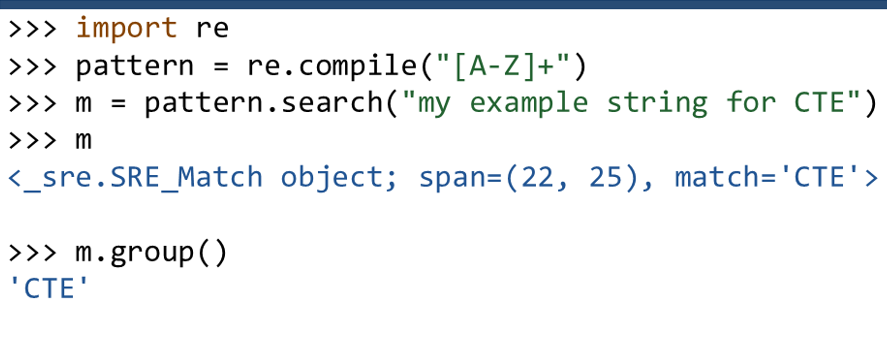 >>> import re
>>> pattern = re.compile("[A-Z]+")
>>> m = pattern.search("my example string for CTE")
>>> m
<_sre.SRE_Match object; span=(22, 25), match='CTE'>
>>> m.group()
'CTE'